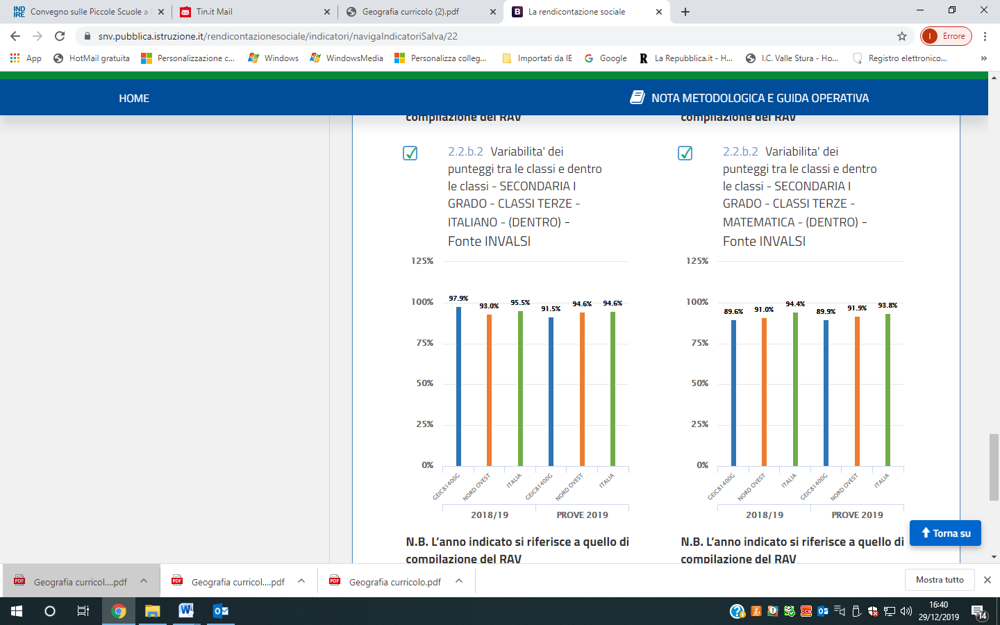 Convegno sulle Piccole Scuole a
Tin.it Mail
Geografia curricolo (2).pdf
La rendicontazione sociale
snv.pubblica.istruzione.it/rendicontazionesociale/indicatori/navigaIndicatoriSalva/22
I Errore
App
HotMail gratuita
Personalizzazione c...
Windows
WindowsMedia
Personalizza colleg...
Importati da IE
Google
La Repubblica.it - H...
I.C. Valle Stura - Ho...
Registro elettronico...
»
HOME
NOTA METODOLOGICA E GUIDA OPERATIVA
compilazione del RAV
2.2.b.2 Variabilita' dei
punteggi tra le classi e dentro
le classi - SECONDARIA I
GRADO - CLASSI TERZE -
ITALIANO - (DENTRO) -
Fonte INVALSI
125%
100%
75%
50%
25%
0%
97.9%
93.0%
95.5%
91.5%
94.6%
94.6%
GEIC81400G
NORD OVEST
ITALIA
GEIC81400G
NORD OVEST
ITALIA
2018/19
PROVE 2019
N.B. L'anno indicato si riferisce a quello di
compilazione del RAV
compilazione del RAV
2.2.b.2 Variabilita' dei
punteggi tra le classi e dentro
le classi - SECONDARIA I
GRADO - CLASSI TERZE -
MATEMATICA - (DENTRO) -
Fonte INVALSI
125%
100%
75%
50%
25%
0%
89.6%
91.0%
94.4%
89.9%
91.9%
93.8%
GEIC81400G
NORD OVEST
ITALIA
GEIC81400G
NORD OVEST
ITALIA
2018/19
PROVE 2019
N.B. L'anno indicato si riferisce a quello di
compilazione del RAV
Torna su
Geografia curricol....pdf
Geografia curricol....pdf
Geografia curricolo.pdf
Mostra tutto
16:40
29/12/2019
14